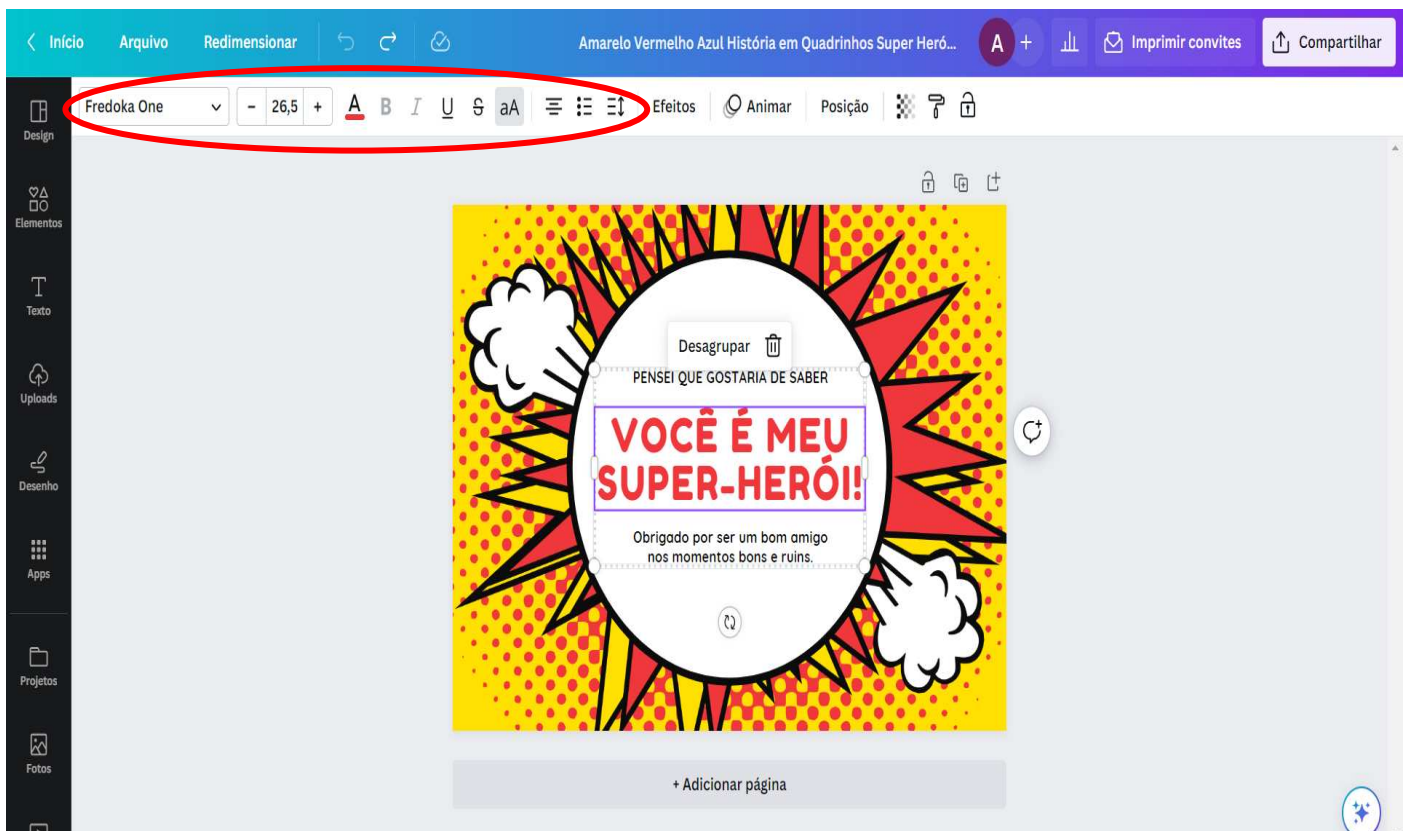 Início Arquivo Redimensionar Amarelo Vermelho Azul História em Quadrinhos Super Heró... A + Imprimir convites Compartilhar
Fredoka One - 26,5 + A B I U S aA Efeitos Animar Posição
Design
Elementos
Texto
Uploads
Desenho
Apps
Projetos
Fotos
Desagrupar
PENSEI QUE GOSTARIA DE SABER
VOCÊ É MEU
SUPER-HERÓI!
Obrigado por ser um bom amigo
nos momentos bons e ruins.
+ Adicionar página